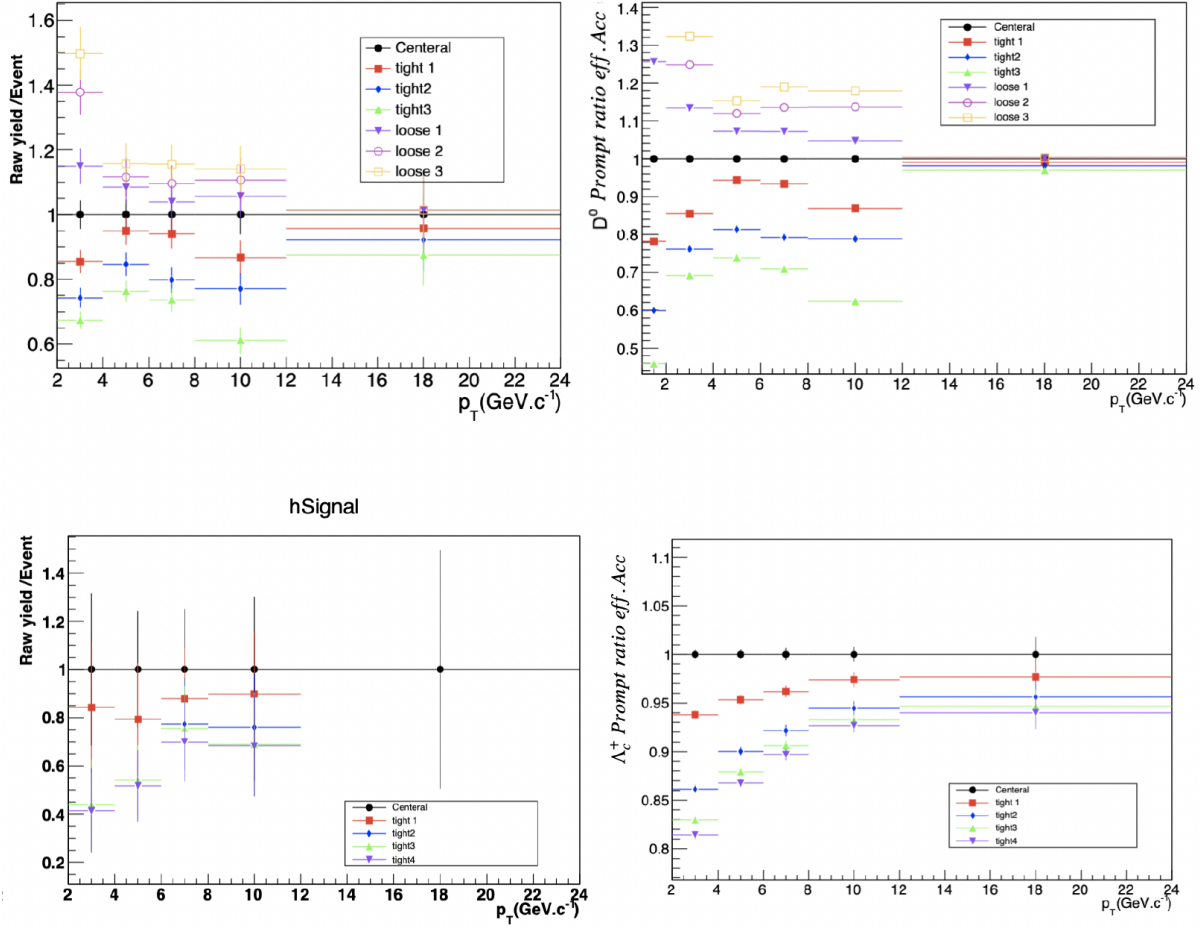 Raw yield /Event
1.6
1.4
1.2
1
0.8
0.6
Centeral
tight 1
tight2
tight3
loose 1
loose 2
loose 3
2 4 6 8 10 12 14 16 18 20 22 24
p_T(GeV.c⁻¹)
D⁰ Prompt ratio eff.Acc
1.4
1.3
1.2
1.1
1
0.9
0.8
0.7
0.6
0.5
Centeral
tight 1
tight2
tight3
loose 1
loose 2
loose 3
2 4 6 8 10 12 14 16 18 20 22 24
p_T(GeV.c⁻¹)
hSignal
Raw yield /Event
1.4
1.2
1
0.8
0.6
0.4
0.2
Centeral
tight 1
tight2
tight3
tight4
2 4 6 8 10 12 14 16 18 20 22 24
p_T(GeV.c⁻¹)
Λc⁺ Prompt ratio eff.Acc
1.1
1.05
1
0.95
0.9
0.85
0.8
Centeral
tight 1
tight2
tight3
tight4
2 4 6 8 10 12 14 16 18 20 22 24
p_T(GeV.c⁻¹)